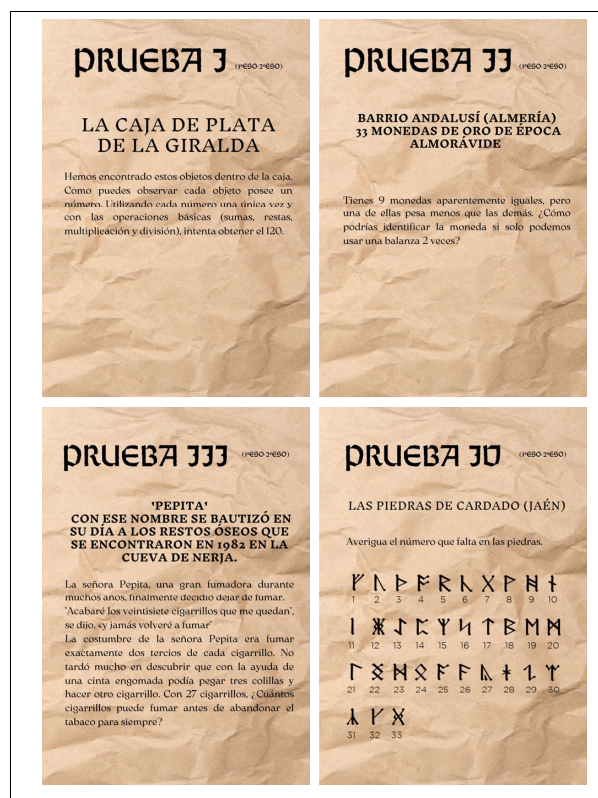 PRUEBA I (1ºESO-2ºESO)
LA CAJA DE PLATA
DE LA GIRALDA
Hemos encontrado estos objetos dentro de la caja.
Como puedes observar cada objeto posee un
número. Utilizando cada número una única vez y
con las operaciones básicas (sumas, restas,
multiplicación y división), intenta obtener el 120.
PRUEBA II (1ºESO-2ºESO)
BARRIO ANDALUSÍ (ALMERÍA)
33 MONEDAS DE ORO DE ÉPOCA
ALMORÁVIDE
Tienes 9 monedas aparentemente iguales, pero
una de ellas pesa menos que las demás. ¿Cómo
podrías identificar la moneda si solo podemos
usar una balanza 2 veces?
PRUEBA III (1ºESO-2ºESO)
'PEPITA'
CON ESE NOMBRE SE BAUTIZÓ EN
SU DÍA A LOS RESTOS ÓSEOS QUE
SE ENCONTRARON EN 1982 EN LA
CUEVA DE NERJA.
La señora Pepita, una gran fumadora durante
muchos anos, finalmente decidio dejar de fumar.
"Acabaré los veintisiete cigarrillos que me quedan",
se dijo, «y jamás volveré a fumar"
La costumbre de la señora Pepita era fumar
exactamente dos tercios de cada cigarrillo. No
tardó mucho en descubrir que con la ayuda de
una cinta engomada podía pegar tres colillas y
hacer otro cigarrillo. Con 27 cigarrillos, ¿Cuántos
cigarrillos puede fumar antes de abandonar el
tabaco para siempre?
PRUEBA IV (1ºESO-2ºESO)
LAS PIEDRAS DE CARDADO (JAÉN)
Averigua el número que falta en las piedras.
1 2 3 4 5 6 7 8 9 10
11 12 13 14 15 16 17 18 19 20
21 22 23 24 25 26 27 28 29 30
31 32 33